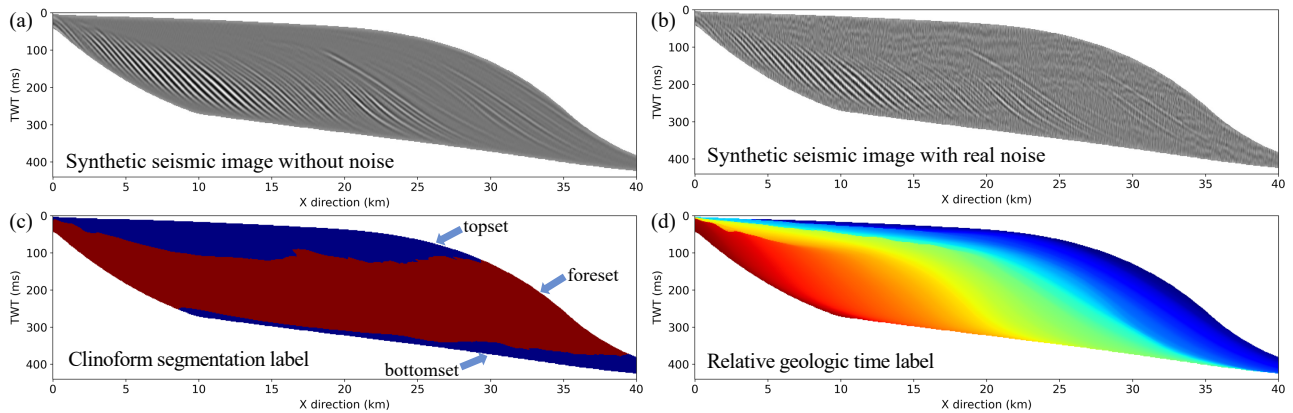 (a)
0
100
200
300
400
TWT (ms)
Synthetic seismic image without noise
0 5 10 15 20 25 30 35 40
X direction (km)
(b)
0
100
200
300
400
TWT (ms)
Synthetic seismic image with real noise
0 5 10 15 20 25 30 35 40
X direction (km)
(c)
0
100
200
300
400
TWT (ms)
topset
foreset
bottomset
Clinoform segmentation label
0 5 10 15 20 25 30 35 40
X direction (km)
(d)
0
100
200
300
400
TWT (ms)
Relative geologic time label
0 5 10 15 20 25 30 35 40
X direction (km)